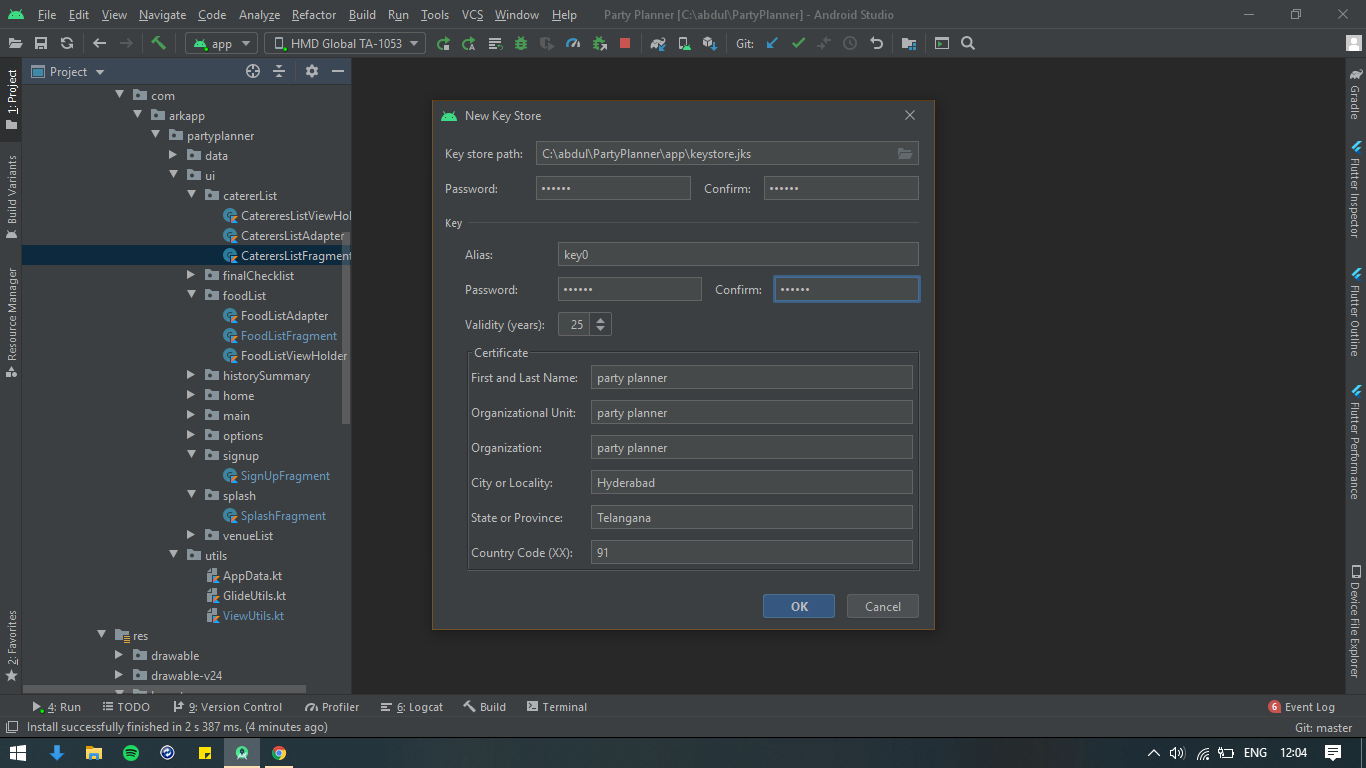 File Edit View Navigate Code Analyze Refactor Build Run Tools VCS Window Help Party Planner [C:\abdul\PartyPlanner] - Android Studio
app HMD Global TA-1053 Git:
Project
com
arkapp
partyplanner
data
ui
catererList
CatereresListViewHol
CaterersListAdapter
CaterersListFragment
finalChecklist
foodList
FoodListAdapter
FoodListFragment
FoodListViewHolder
historySummary
home
main
options
signup
SignUpFragment
splash
SplashFragment
venueList
utils
AppData.kt
GlideUtils.kt
ViewUtils.kt
res
drawable
drawable-v24
1: Project
Build Variants
Resource Manager
2: Favorites
New Key Store
Key store path: C:\abdul\PartyPlanner\app\keystore.jks
Password: •••••• Confirm: ••••••
Key
Alias: key0
Password: •••••• Confirm: ••••••
Validity (years): 25
Certificate
First and Last Name: party planner
Organizational Unit: party planner
Organization: party planner
City or Locality: Hyderabad
State or Province: Telangana
Country Code (XX): 91
OK Cancel
Gradle
Flutter Inspector
Flutter Outline
Flutter Performance
Device File Explorer
4: Run TODO 9: Version Control Profiler 6: Logcat Build Terminal 6 Event Log
Install successfully finished in 2 s 387 ms. (4 minutes ago) Git: master
ENG 12:04